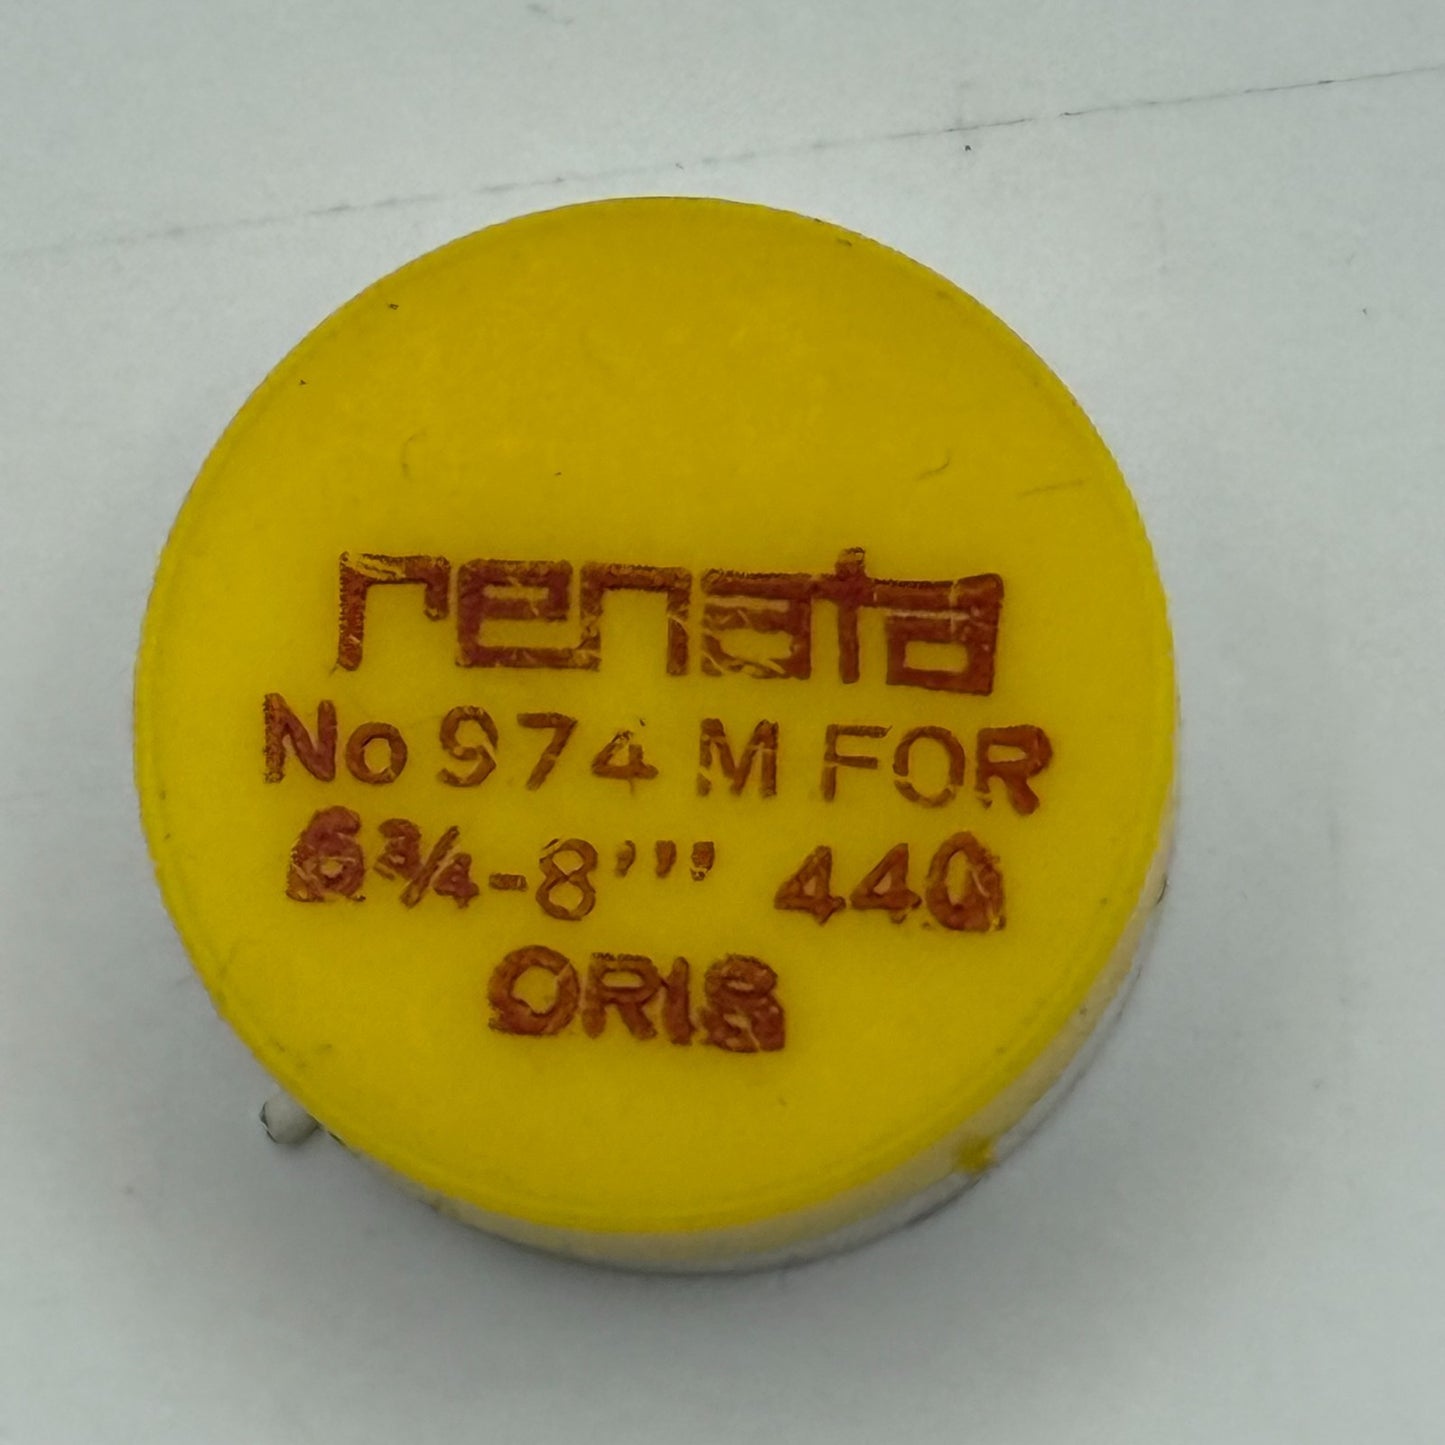 renata
No 974 M FOR
6¾-8''' 440
ORIS